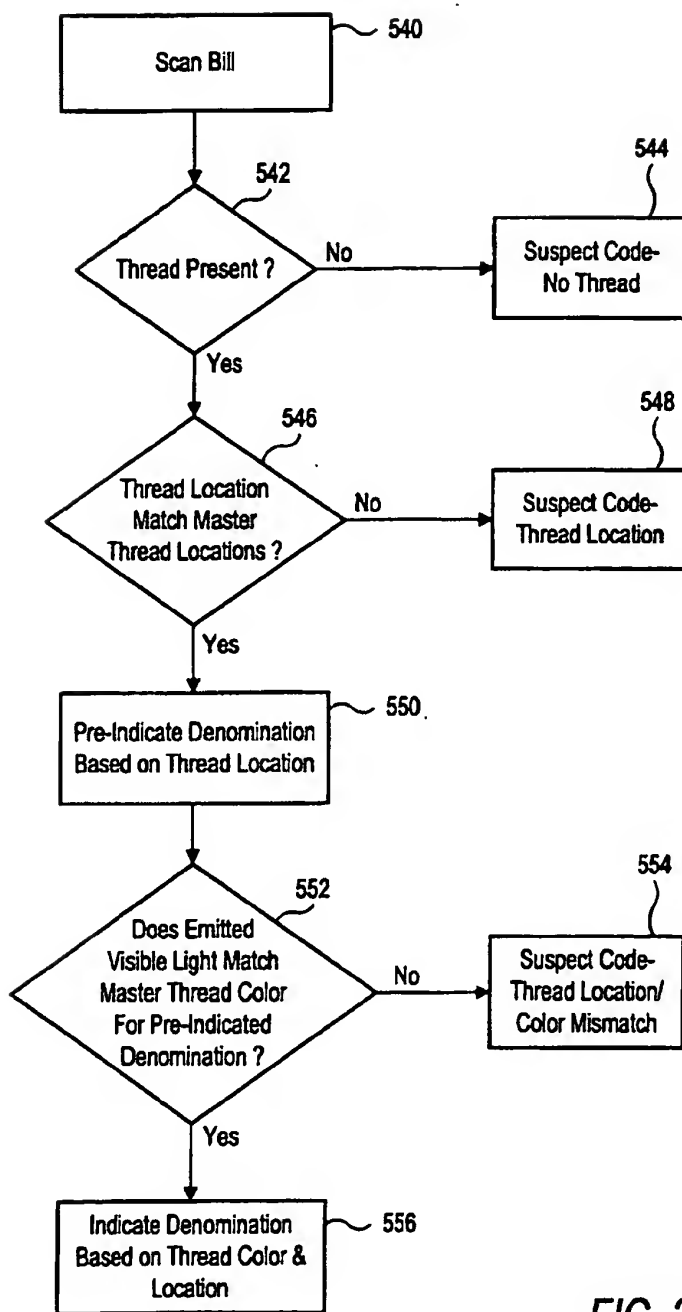 540
Scan Bill
542
544
Thread Present ?
No
Suspect Code-
No Thread
Yes
546
548
Thread Location
Match Master
Thread Locations ?
No
Suspect Code-
Thread Location
Yes
550
Pre-Indicate Denomination
Based on Thread Location
552
554
Does Emitted
Visible Light Match
Master Thread Color
For Pre-Indicated
Denomination ?
No
Suspect Code-
Thread Location/
Color Mismatch
Yes
Indicate Denomination
Based on Thread Color &
Location
556
FIG.